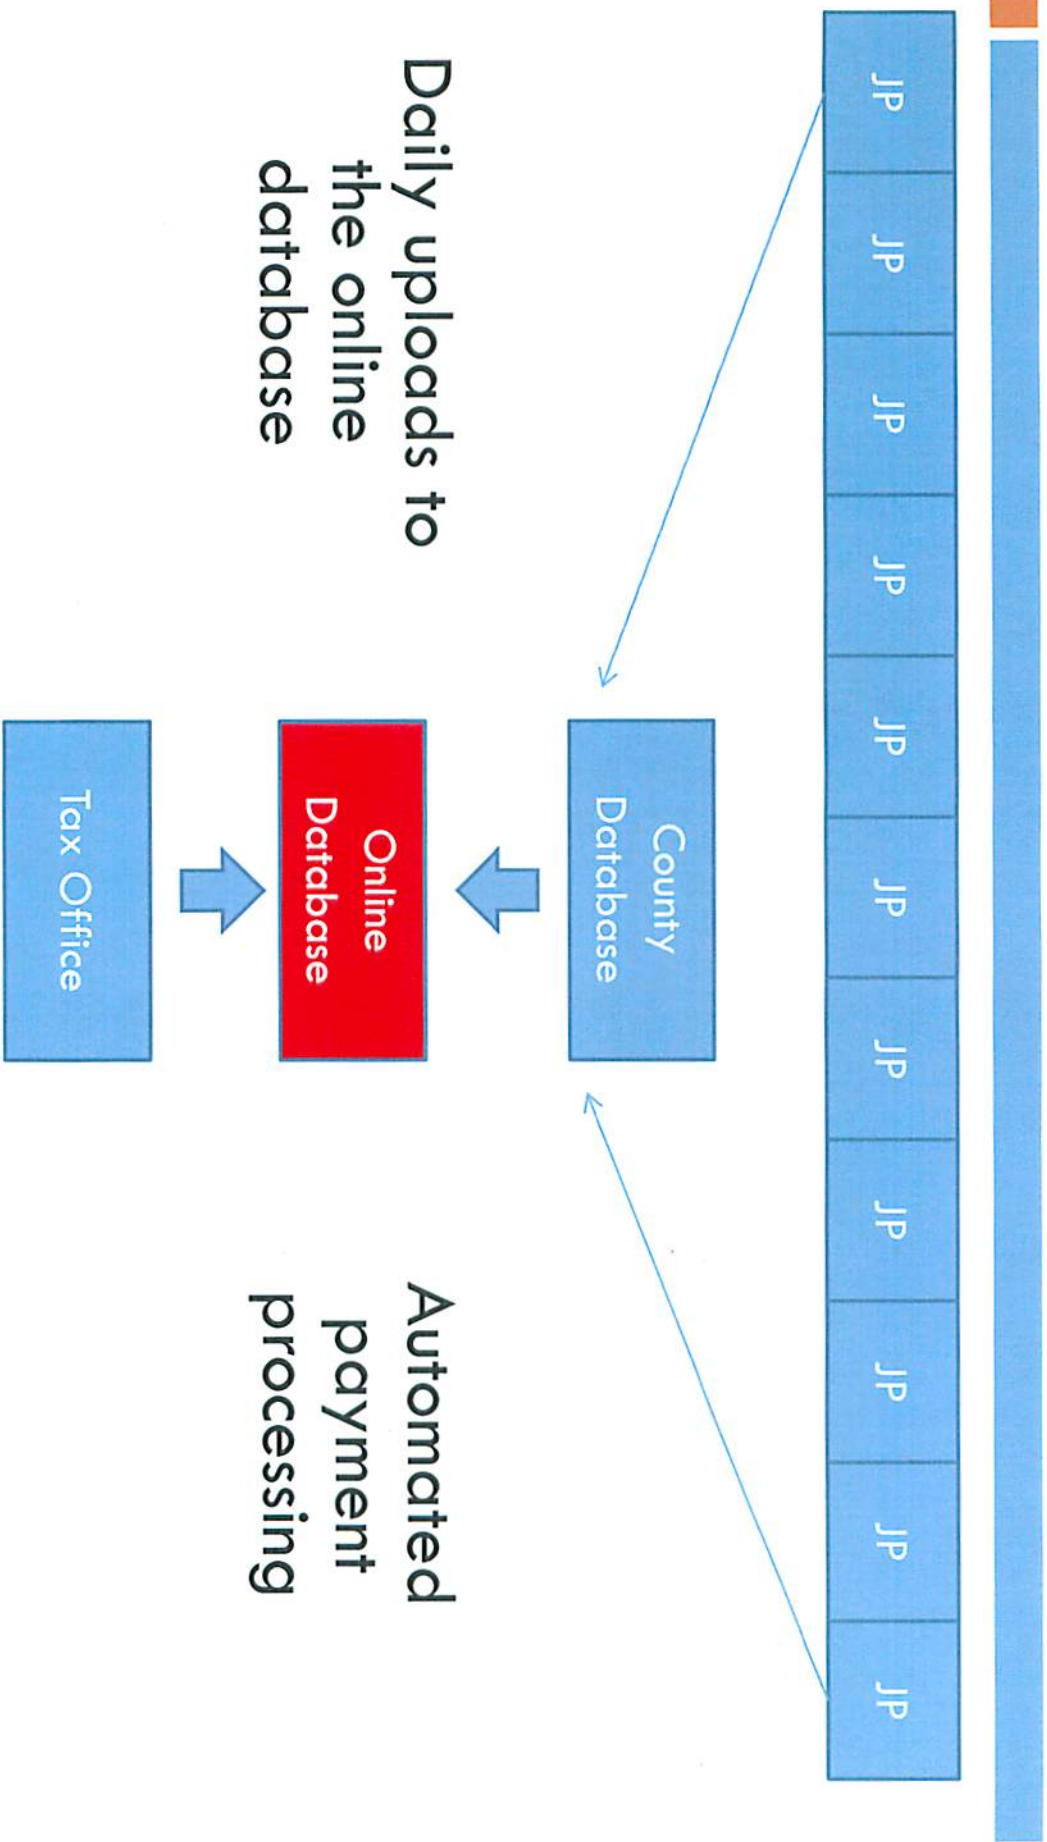 JP
JP
JP
JP
JP
JP
JP
JP
JP
JP
JP
County
Database
Daily uploads to
the online
database
Online
Database
Automated
payment
processing
Tax Office